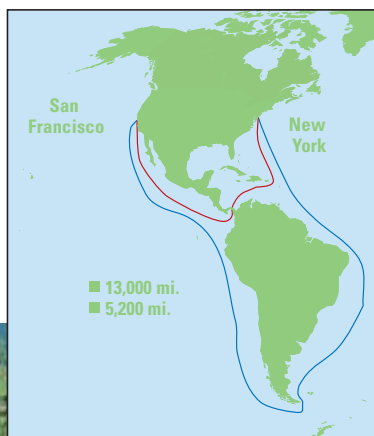 San
Francisco
New
York
13,000 mi.
5,200 mi.